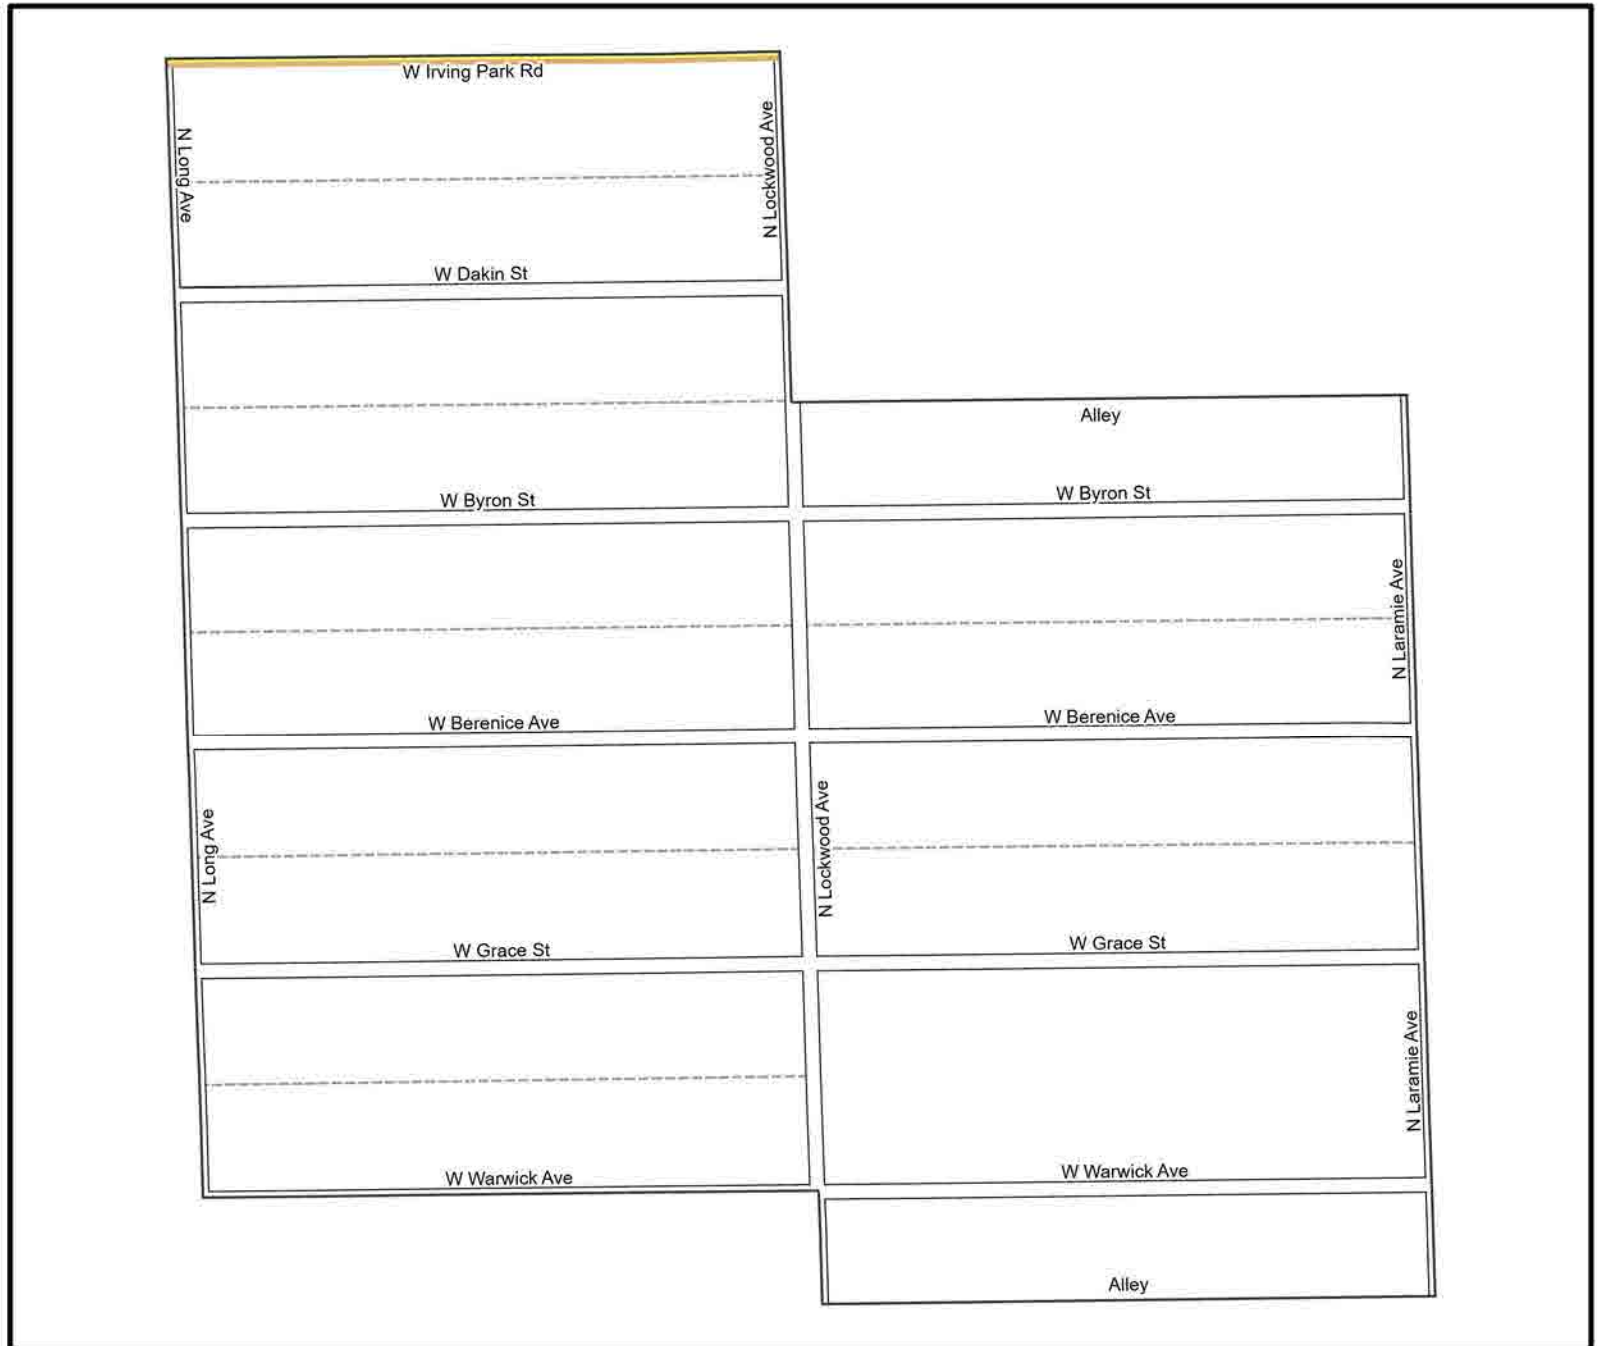 W Irving Park Rd
N Long Ave
N Lockwood Ave
W Dakin St
Alley
W Byron St
W Byron St
N Laramie Ave
W Berenice Ave
W Berenice Ave
N Long Ave
N Lockwood Ave
W Grace St
W Grace St
N Laramie Ave
W Warwick Ave
W Warwick Ave
Alley